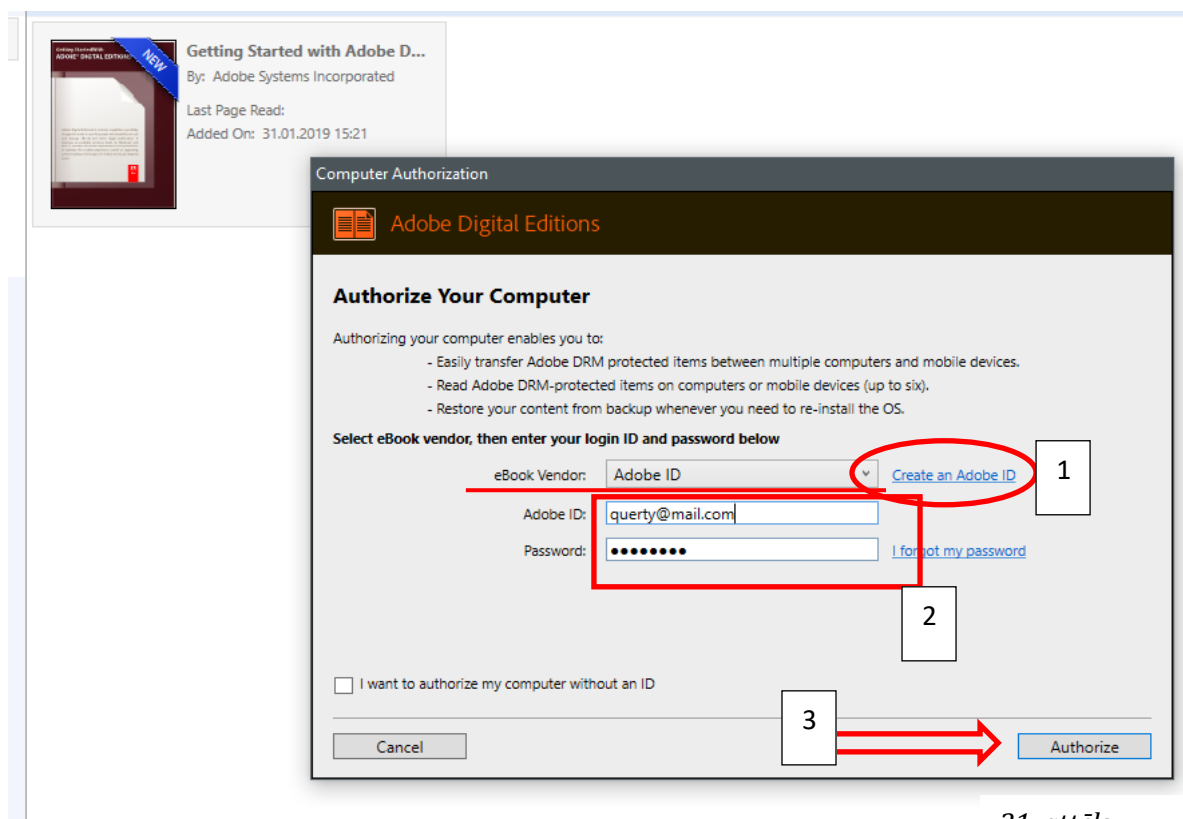 Getting Started with Adobe D...
By: Adobe Systems Incorporated
Last Page Read:
Added On: 31.01.2019 15:21
NEW
Computer Authorization
Adobe Digital Editions
Authorize Your Computer
Authorizing your computer enables you to:
- Easily transfer Adobe DRM protected items between multiple computers and mobile devices.
- Read Adobe DRM-protected items on computers or mobile devices (up to six).
- Restore your content from backup whenever you need to re-install the OS.
Select eBook vendor, then enter your login ID and password below
eBook Vendor: Adobe ID Create an Adobe ID 1
Adobe ID: querty@mail.com
Password: ●●●●●●●● I forgot my password
2
I want to authorize my computer without an ID
3
Cancel Authorize